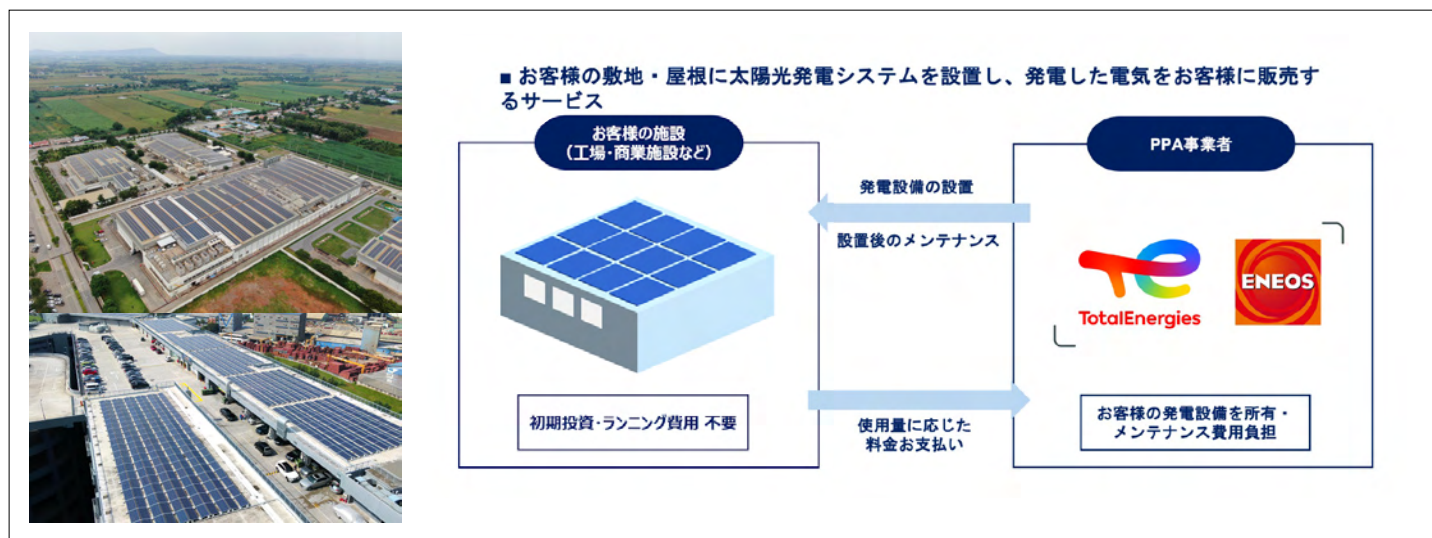 ■ お客様の敷地・屋根に太陽光発電システムを設置し、発電した電気をお客様に販売す
るサービス
お客様の施設
（工場・商業施設など）
PPA事業者
発電設備の設置
設置後のメンテナンス
TotalEnergies
ENEOS
初期投資・ランニング費用 不要
使用量に応じた
料金お支払い
お客様の発電設備を所有・
メンテナンス費用負担